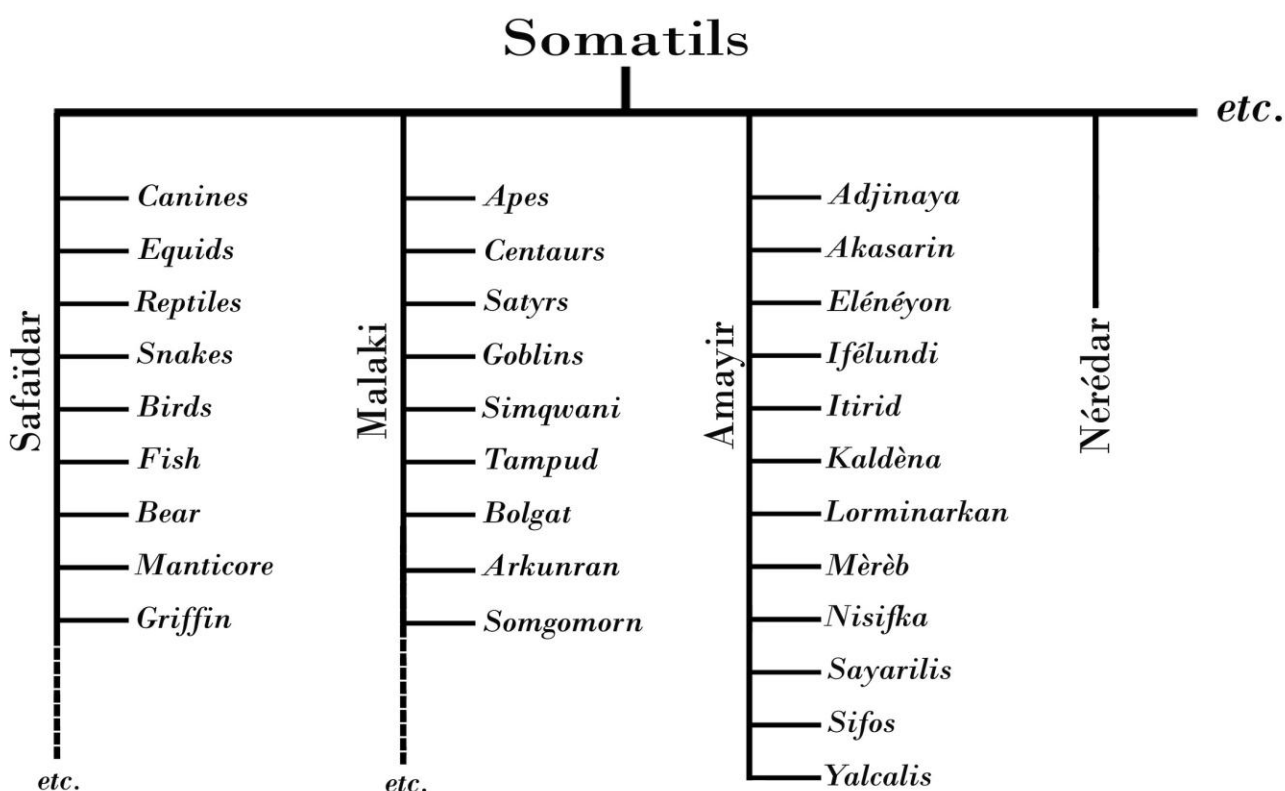 Somatils
etc.
Safaïdar
Canines
Equids
Reptiles
Snakes
Birds
Fish
Bear
Manticore
Griffin
etc.
Malaki
Apes
Centaurs
Satyrs
Goblins
Simqwani
Tampud
Bolgat
Arkunran
Somgomorn
etc.
Amayir
Adjinaya
Akasarin
Elénéyon
Ifélundi
Itirid
Kaldèna
Lorminarkan
Mèrèb
Nisifka
Sayarilis
Sifos
Yalcalis
Nérédar